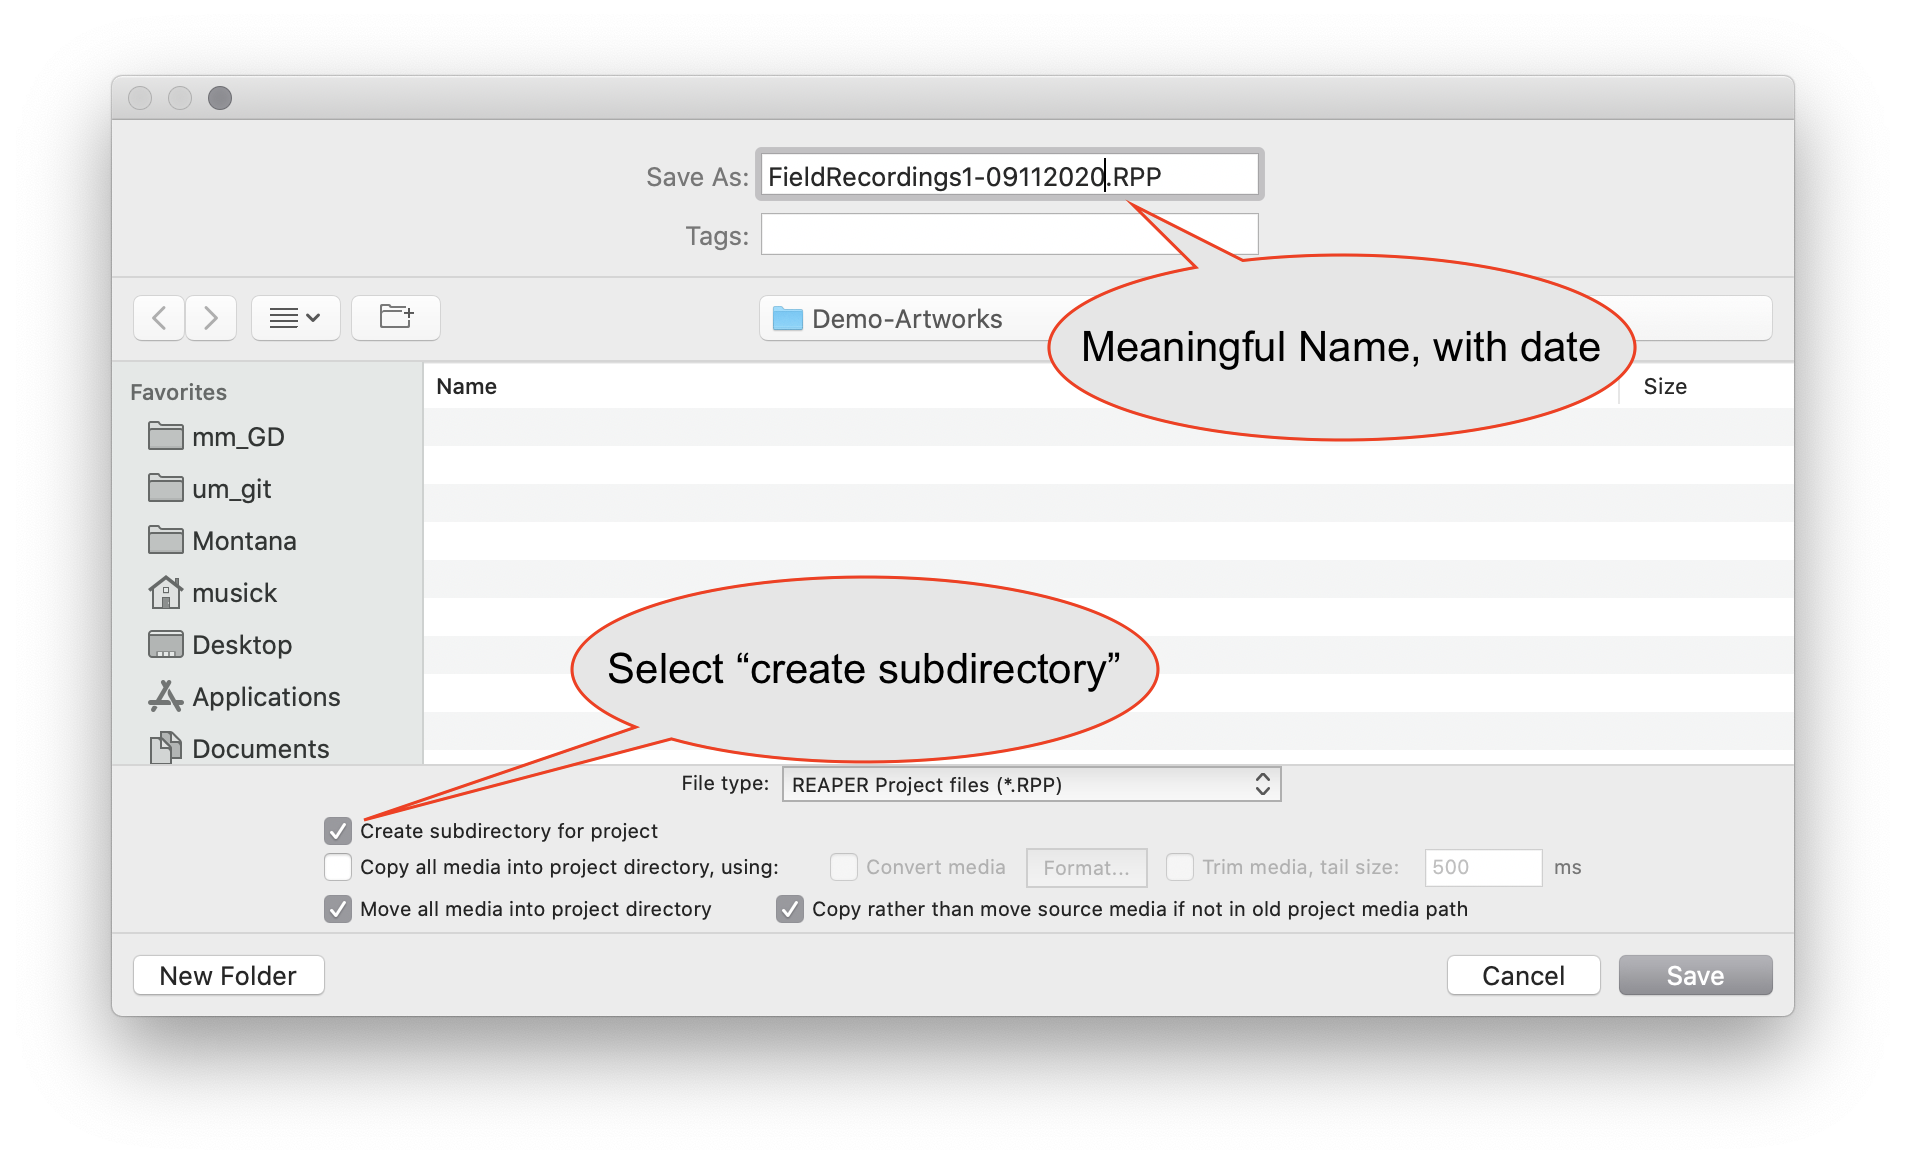 Save As: FieldRecordings1-09112020.RPP
Tags:
Demo-Artworks
Meaningful Name, with date
Favorites
mm_GD
um_git
Montana
musick
Desktop
Applications
Documents
Name
Size
Select “create subdirectory”
File type: REAPER Project files (*.RPP)
Create subdirectory for project
Copy all media into project directory, using: Convert media Format... Trim media, tail size: 500 ms
Move all media into project directory Copy rather than move source media if not in old project media path
New Folder Cancel Save